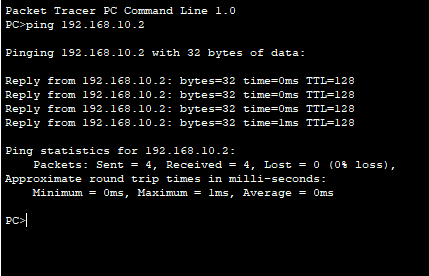 Packet Tracer PC Command Line 1.0
PC>ping 192.168.10.2
Pinging 192.168.10.2 with 32 bytes of data:
Reply from 192.168.10.2: bytes=32 time=0ms TTL=128
Reply from 192.168.10.2: bytes=32 time=0ms TTL=128
Reply from 192.168.10.2: bytes=32 time=0ms TTL=128
Reply from 192.168.10.2: bytes=32 time=1ms TTL=128
Ping statistics for 192.168.10.2:
    Packets: Sent = 4, Received = 4, Lost = 0 (0% loss),
Approximate round trip times in milli-seconds:
    Minimum = 0ms, Maximum = 1ms, Average = 0ms
PC>